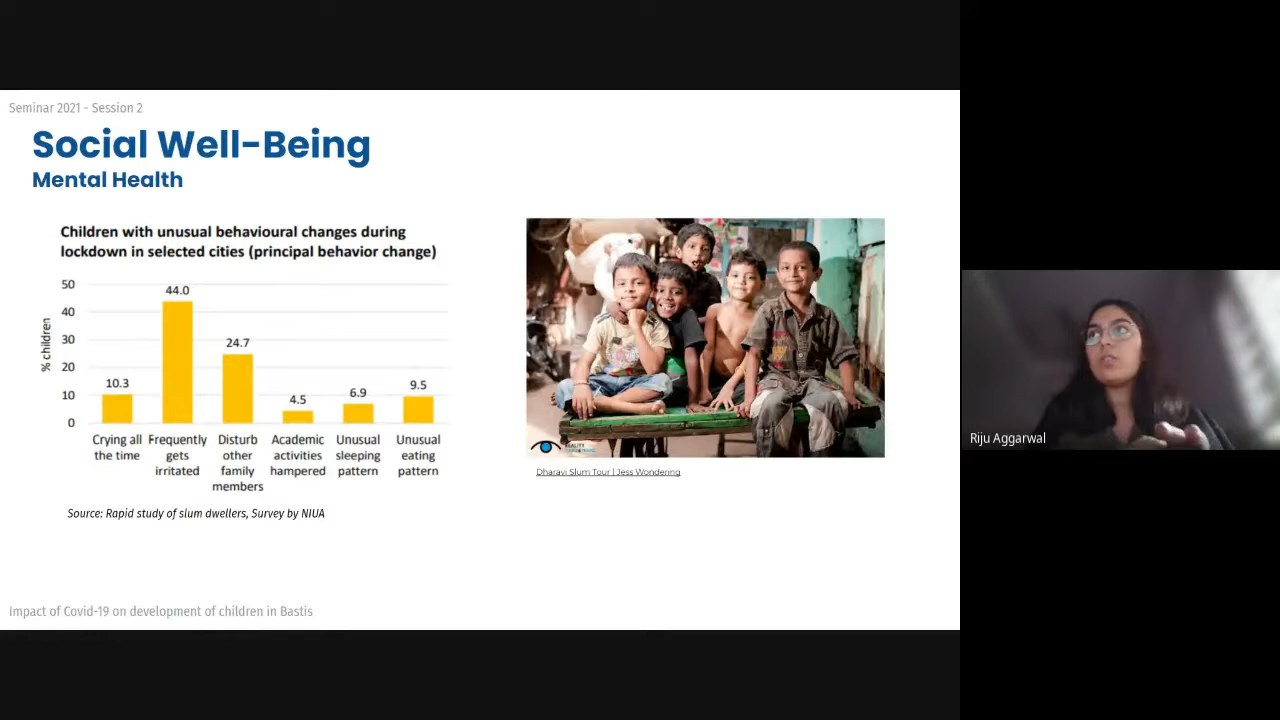 Seminar 2021 - Session 2
Social Well-Being
Mental Health
Children with unusual behavioural changes during
lockdown in selected cities (principal behavior change)
% children
50
40
30
20
10
0
10.3
44.0
24.7
4.5
6.9
9.5
Crying all
the time
Frequently
gets
irritated
Disturb
other
family
members
Academic
activities
hampered
Unusual
sleeping
pattern
Unusual
eating
pattern
Source: Rapid study of slum dwellers, Survey by NIUA
Dharavi Slum Tour | Jess Wondering
Impact of Covid-19 on development of children in Bastis
Riju Aggarwal